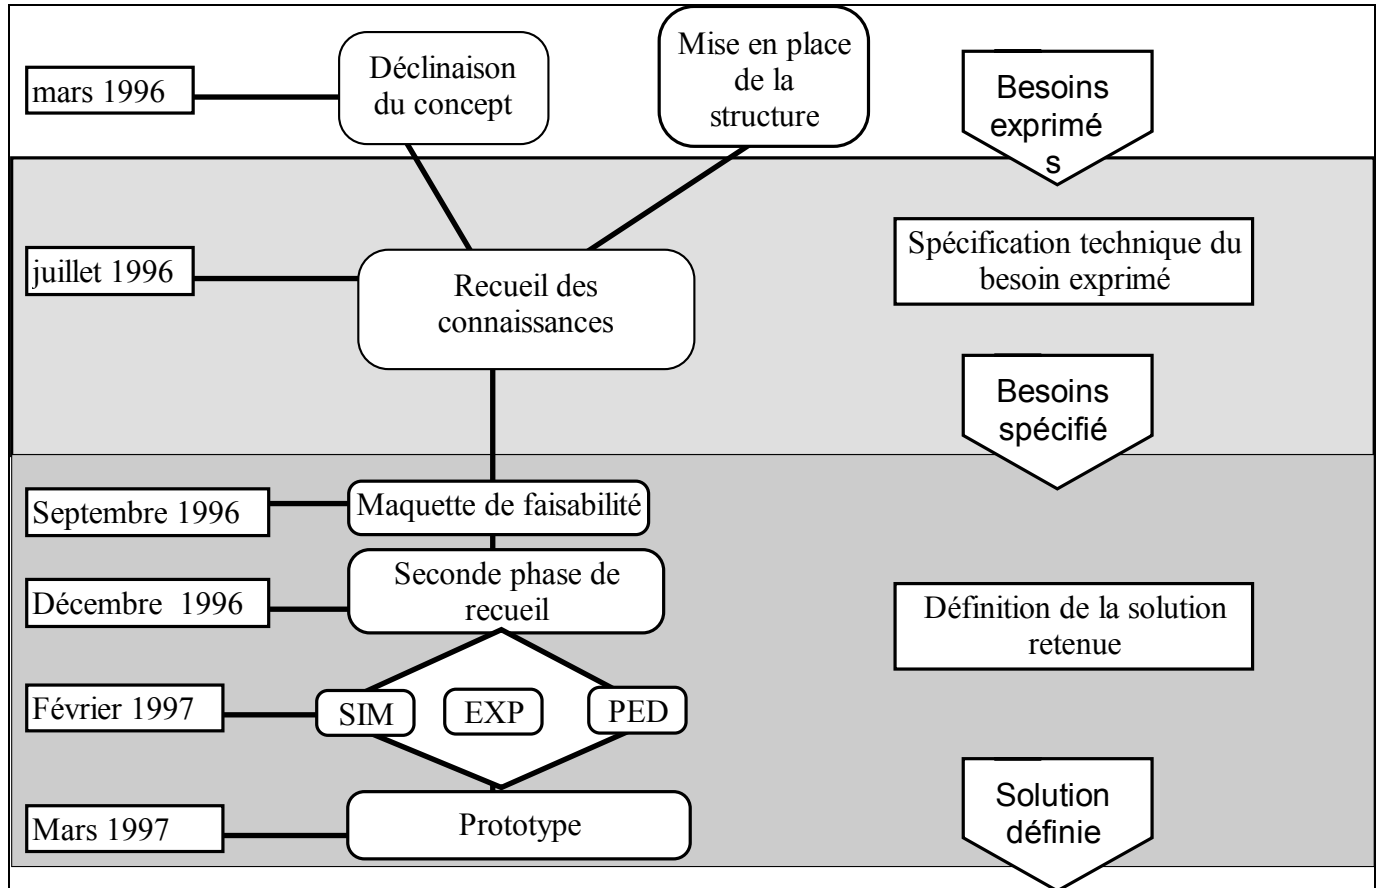 mars 1996
Déclinaison
du concept
Mise en place
de la
structure
Besoins
exprimé
s
juillet 1996
Recueil des
connaissances
Spécification technique du
besoin exprimé
Besoins
spécifié
Septembre 1996
Maquette de faisabilité
Décembre  1996
Seconde phase de
recueil
Définition de la solution
retenue
Février 1997
SIM
EXP
PED
Mars 1997
Prototype
Solution
définie